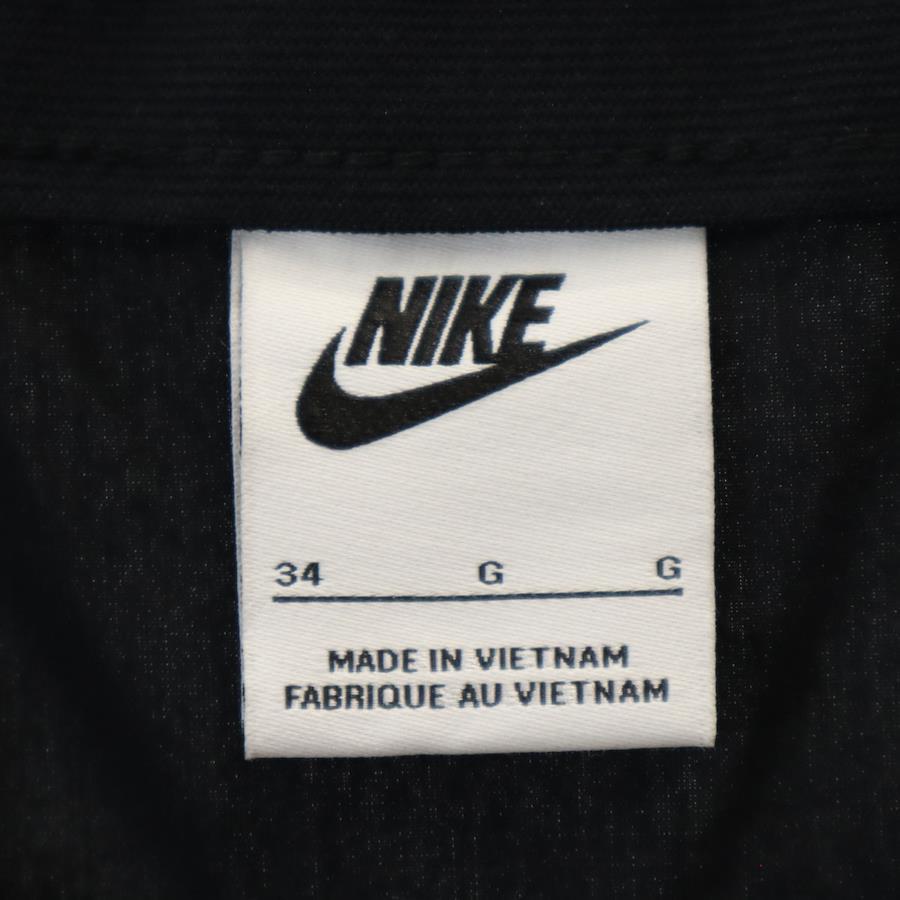 NIKE
34 G G
MADE IN VIETNAM
FABRIQUE AU VIETNAM